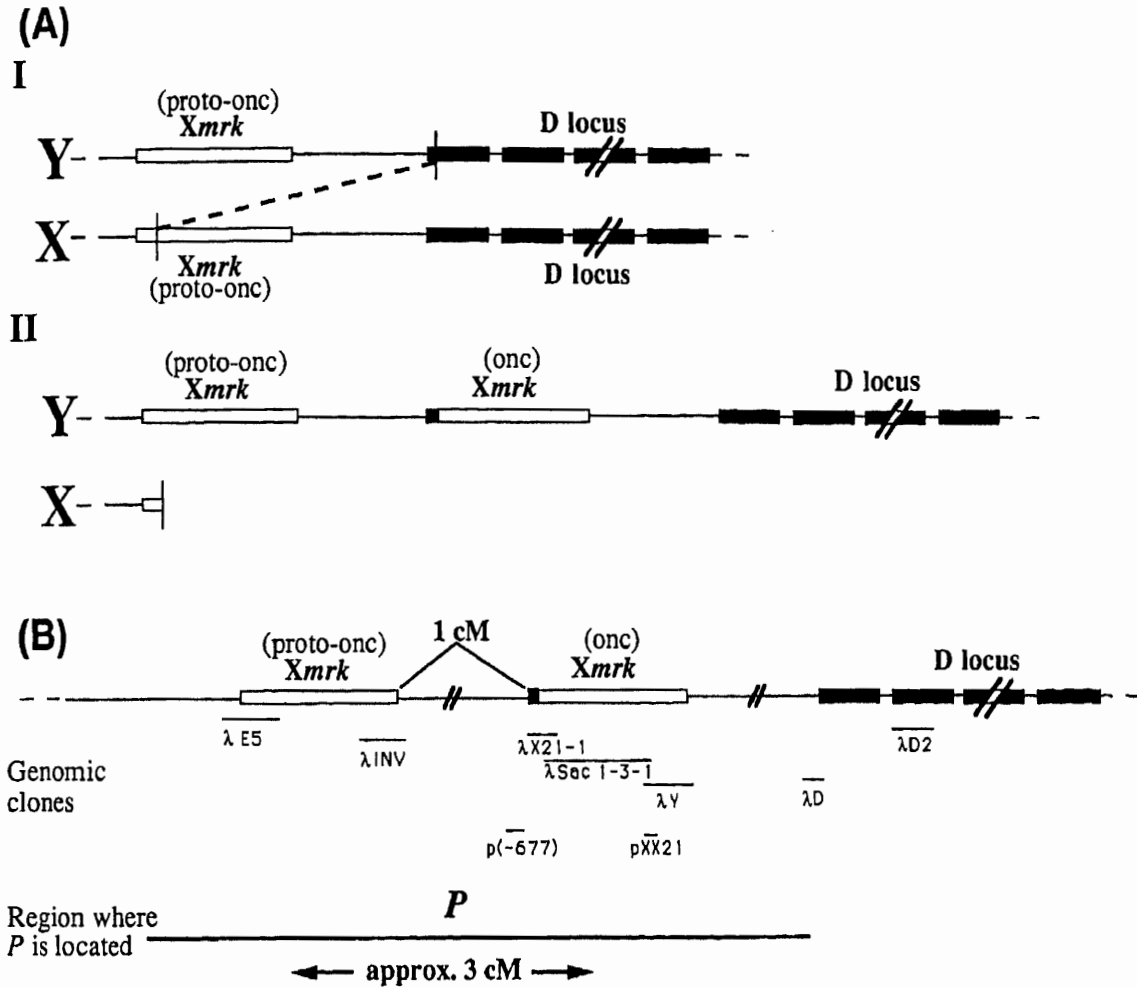 (A)
I
(proto-onc)
Xmrk
D locus
Y
X
Xmrk
(proto-onc)
D locus
II
(proto-onc)
Xmrk
(onc)
Xmrk
D locus
Y
X
(B)
(proto-onc)
Xmrk
1 cM
(onc)
Xmrk
D locus
Genomic
clones
λE5
λINV
λX21-1
λSac 1-3-1
λY
λD
λD2
p(-677)
pXX21
Region where
P is located
P
approx. 3 cM